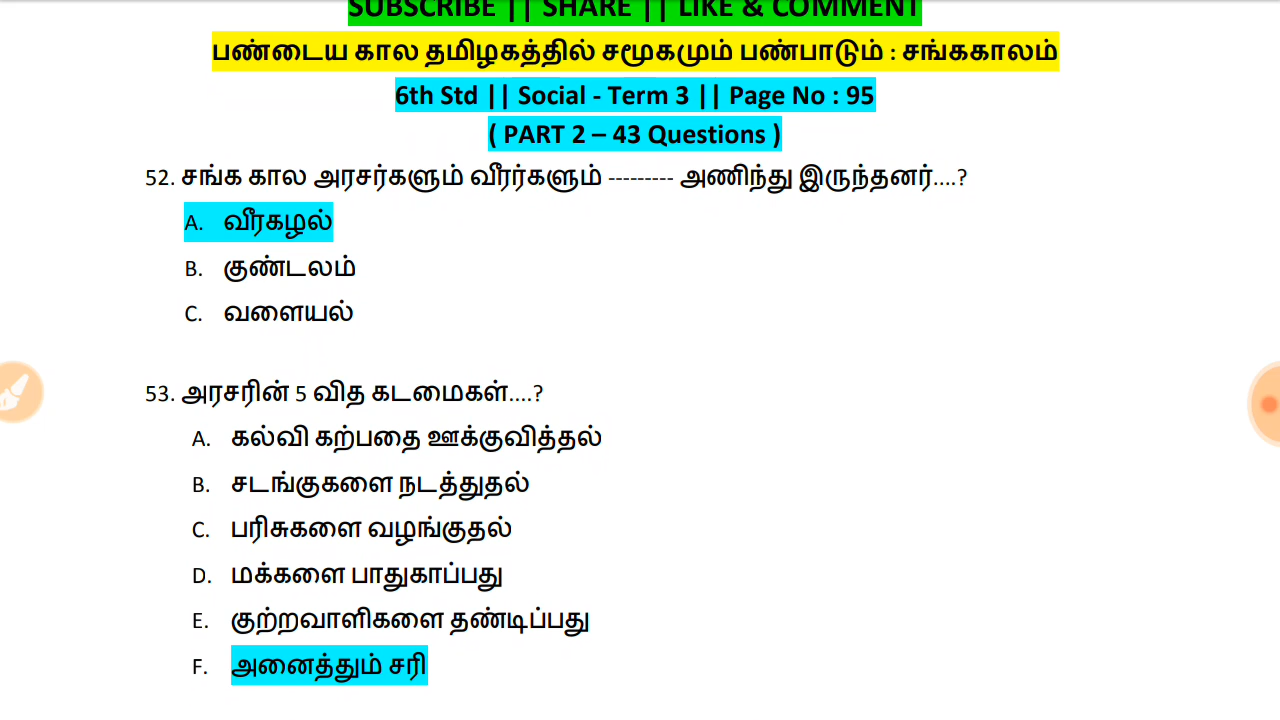 SUBSCRIBE || SHARE || LIKE & COMMENT
பண்டைய கால தமிழகத்தில் சமூகமும் பண்பாடும் : சங்ககாலம்
6th Std || Social - Term 3 || Page No : 95
( PART 2 – 43 Questions )
52. சங்க கால அரசர்களும் வீரர்களும் --------- அணிந்து இருந்தனர்....?
A. வீரகழல்
B. குண்டலம்
C. வளையல்
53. அரசரின் 5 வித கடமைகள்....?
A. கல்வி கற்பதை ஊக்குவித்தல்
B. சடங்குகளை நடத்துதல்
C. பரிசுகளை வழங்குதல்
D. மக்களை பாதுகாப்பது
E. குற்றவாளிகளை தண்டிப்பது
F. அனைத்தும் சரி